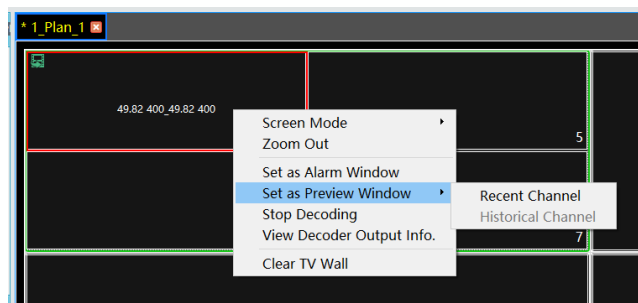 * 1_Plan_1
49.82 400_49.82 400
5
Screen Mode
Zoom Out
Set as Alarm Window
Set as Preview Window
Recent Channel
Stop Decoding
Historical Channel
View Decoder Output Info.
7
Clear TV Wall